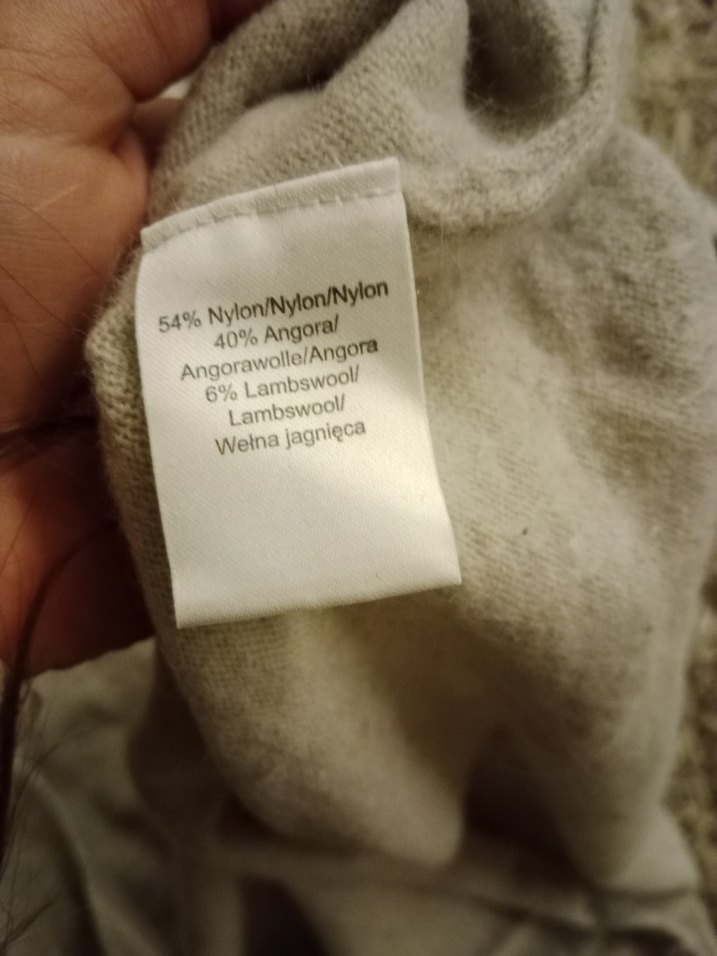 54% Nylon/Nylon/Nylon
40% Angora/
Angorawolle/Angora
6% Lambswool/
Lambswool/
Wełna jagnięca